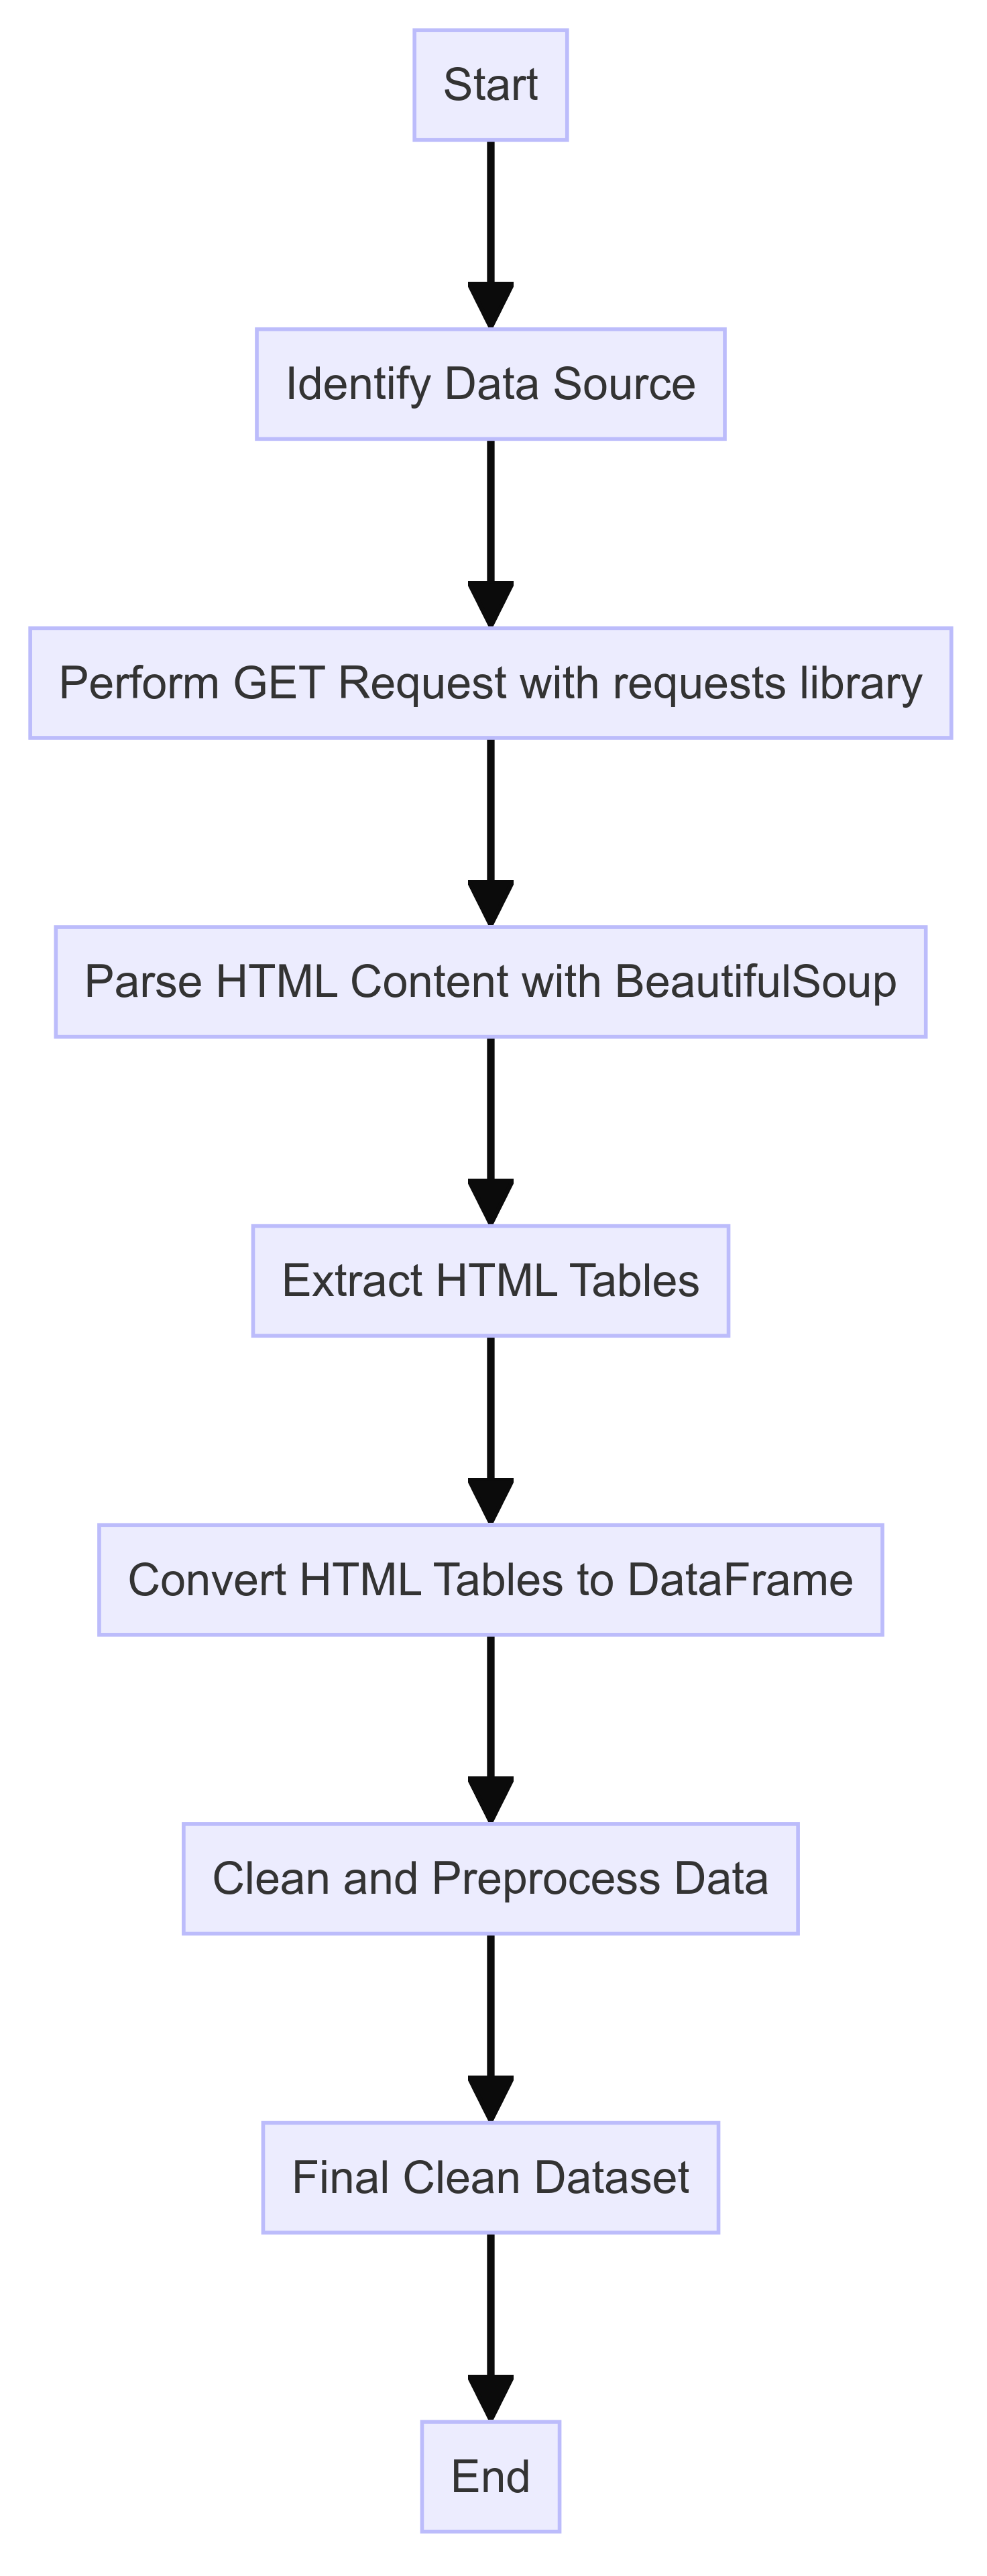 Start
Identify Data Source
Perform GET Request with requests library
Parse HTML Content with BeautifulSoup
Extract HTML Tables
Convert HTML Tables to DataFrame
Clean and Preprocess Data
Final Clean Dataset
End